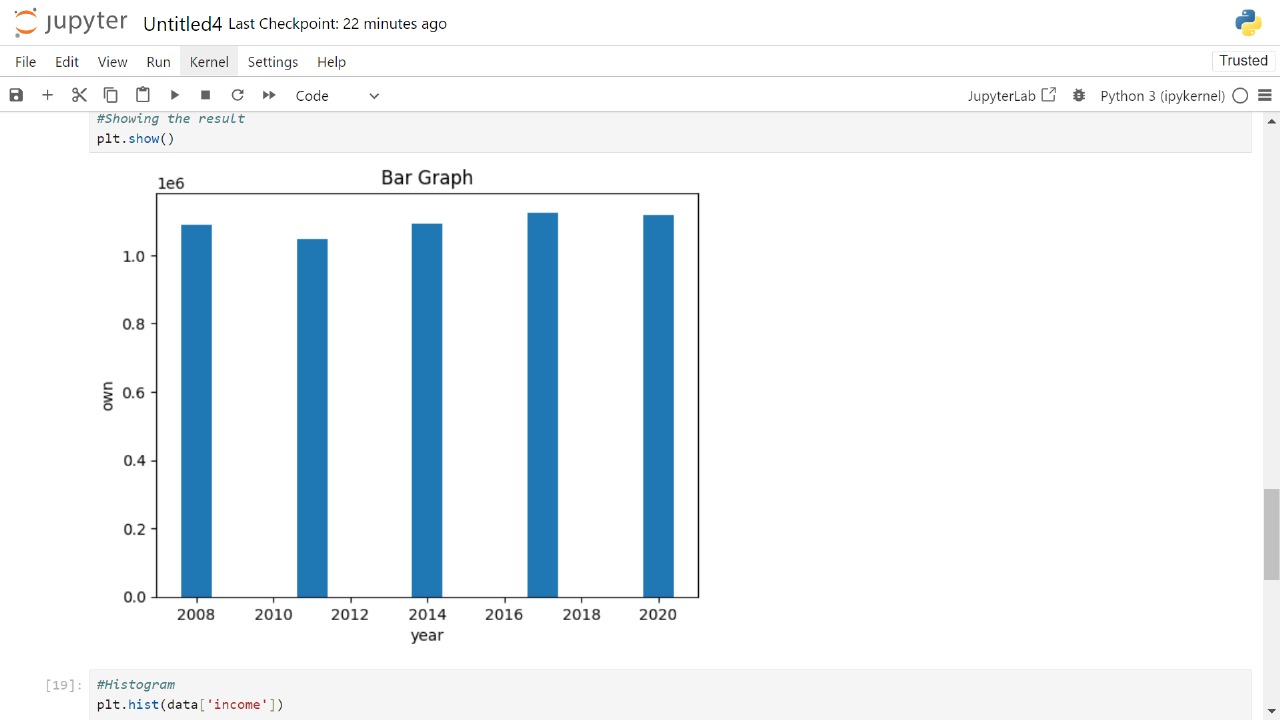 jupyter Untitled4 Last Checkpoint: 22 minutes ago
File Edit View Run Kernel Settings Help Trusted
Code JupyterLab Python 3 (ipykernel)
#Showing the result
plt.show()
Bar Graph
1e6
1.0
0.8
0.6
own
0.4
0.2
0.0
2008 2010 2012 2014 2016 2018 2020
year
[19]: #Histogram
plt.hist(data['income'])